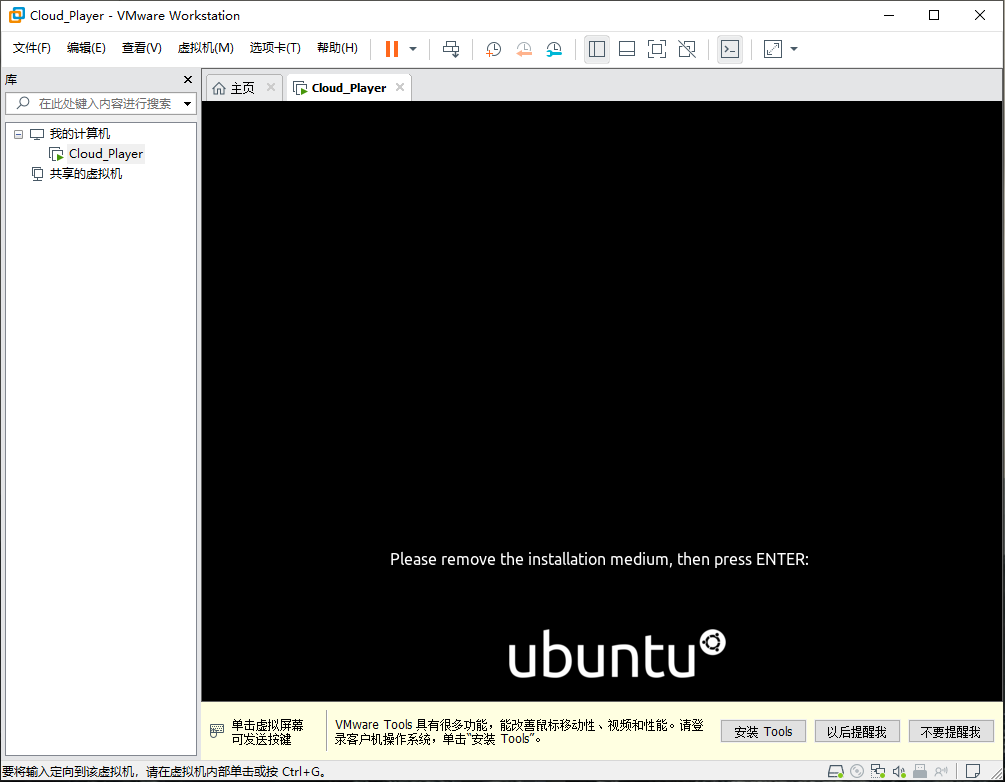 Cloud_Player - VMware Workstation
文件(F) 编辑(E) 查看(V) 虚拟机(M) 选项卡(T) 帮助(H)
库
主页
Cloud_Player
在此处键入内容进行搜索
我的计算机
Cloud_Player
共享的虚拟机
Please remove the installation medium, then press ENTER:
ubuntu
单击虚拟屏幕
可发送按键
VMware Tools 具有很多功能，能改善鼠标移动性、视频和性能。请登
录客户机操作系统，单击“安装 Tools”。
安装 Tools
以后提醒我
不要提醒我
要将输入定向到该虚拟机，请在虚拟机内部单击或按 Ctrl+G。